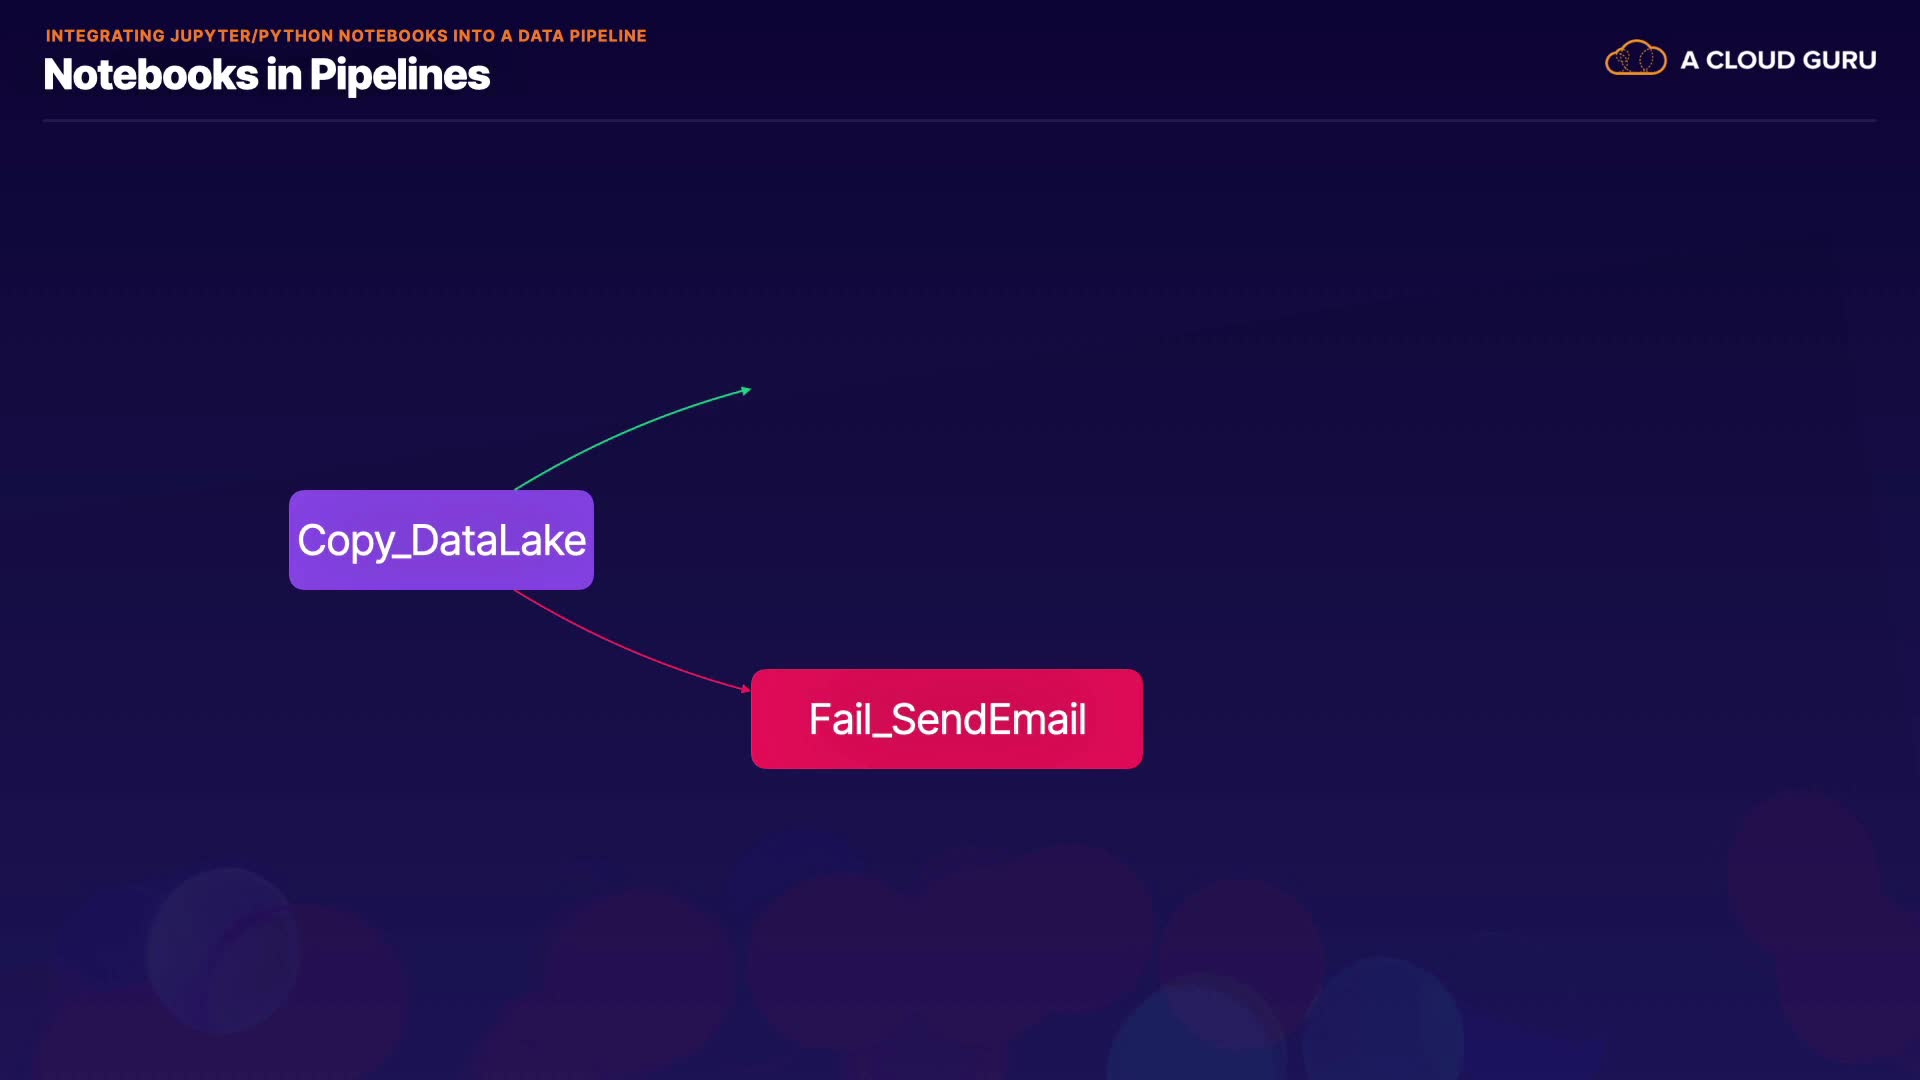 INTEGRATING JUPYTER/PYTHON NOTEBOOKS INTO A DATA PIPELINE
Notebooks in Pipelines
A CLOUD GURU
Copy_DataLake
Fail_SendEmail